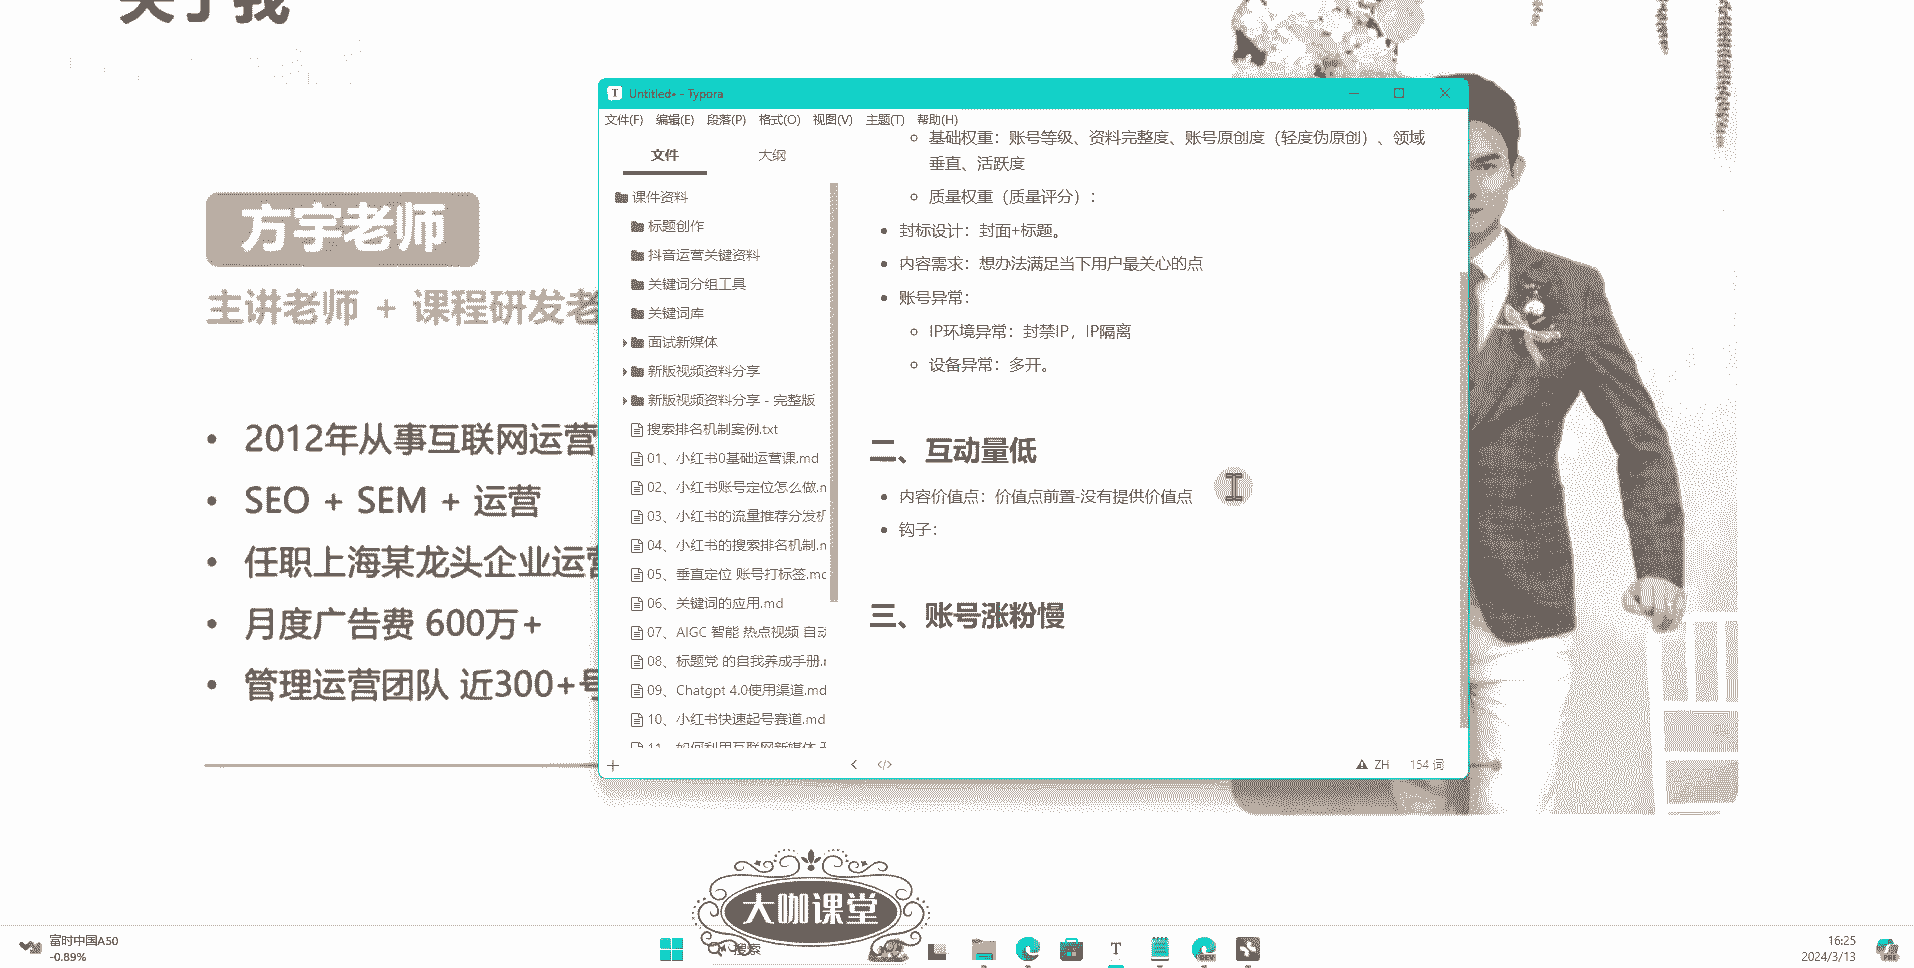 关于我
方宇老师
主讲老师 + 课程研发老
2012年从事互联网运营
SEO + SEM + 运营
任职上海某龙头企业运营
月度广告费 600万+
管理运营团队 近300+号
Untitled• - Typora
文件(F) 编辑(E) 段落(P) 格式(O) 视图(V) 主题(T) 帮助(H)
文件 大纲
课件资料
标题创作
抖音运营关键资料
关键词分组工具
关键词库
面试新媒体
新版视频资料分享
新版视频资料分享 - 完整版
搜索排名机制案例.txt
01、小红书0基础运营课.md
02、小红书账号定位怎么做.n
03、小红书的流量推荐分发机
04、小红书的搜索排名机制.n
05、垂直定位 账号打标签.mc
06、关键词的应用.md
07、AIGC 智能 热点视频 自动
08、标题党 的自我养成手册.r
09、Chatgpt 4.0使用渠道.md
10、小红书快速起号赛道.md
11、如何利用互联网新媒体
基础权重：账号等级、资料完整度、账号原创度（轻度伪原创）、领域
垂直、活跃度
质量权重（质量评分）：
封标设计：封面+标题。
内容需求：想办法满足当下用户最关心的点
账号异常：
IP环境异常：封禁IP，IP隔离
设备异常：多开。
二、互动量低
内容价值点：价值点前置-没有提供价值点
钩子：
三、账号涨粉慢
ZH 154 词
大咖课堂
富时中国A50
-0.89%
搜索
T
DEV
16:25
2024/3/13
PRE